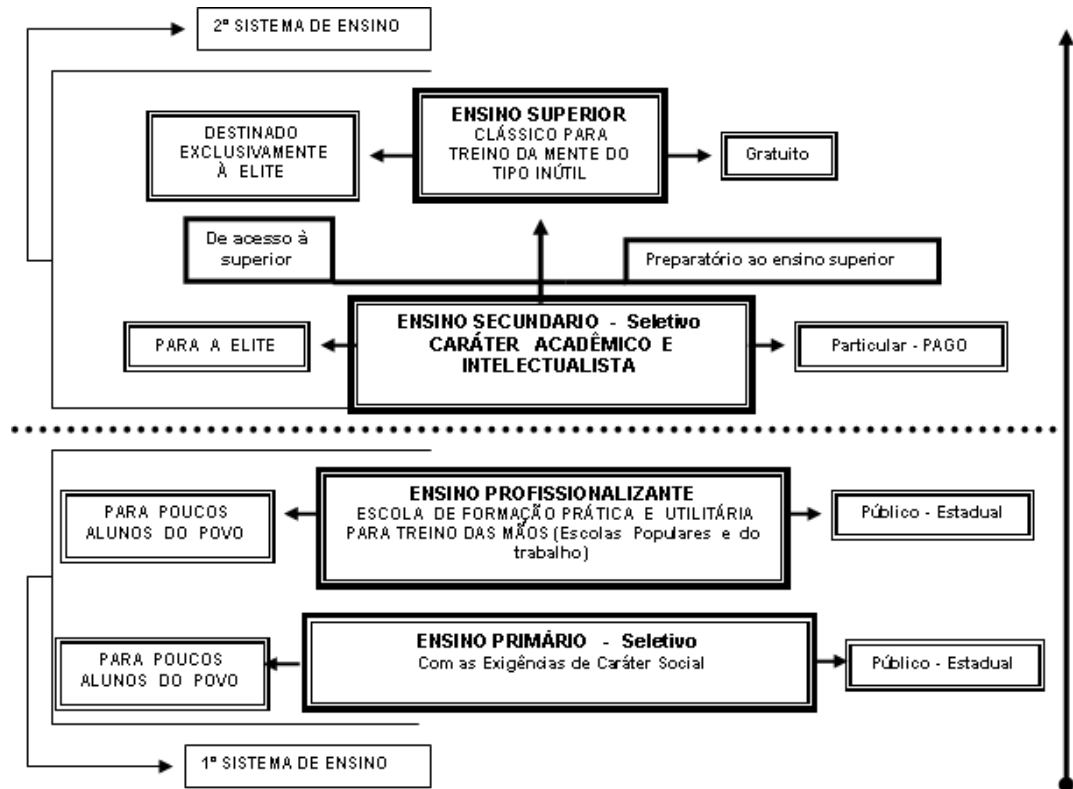 2º SISTEMA DE ENSINO
DESTINADO
EXCLUSIVAMENTE
À ELITE
ENSINO SUPERIOR
CLÁSSICO PARA
TREINO DA MENTE DO
TIPO INÚTIL
Gratuito
De acesso à
superior
Preparatório ao ensino superior
PARA A ELITE
ENSINO SECUNDARIO - Seletivo
CARÁTER ACADÊMICO E
INTELECTUALISTA
Particular - PAGO
PARA POUCOS
ALUNOS DO POVO
ENSINO PROFISSIONALIZANTE
ESCOLA DE FORMAÇÃO PRÁTICA E UTILITÁRIA
PARA TREINO DAS MÃOS (Escolas Populares e do
trabalho)
Público - Estadual
PARA POUCOS
ALUNOS DO POVO
ENSINO PRIMÁRIO - Seletivo
Com as Exigências de Caráter Social
Público - Estadual
1º SISTEMA DE ENSINO